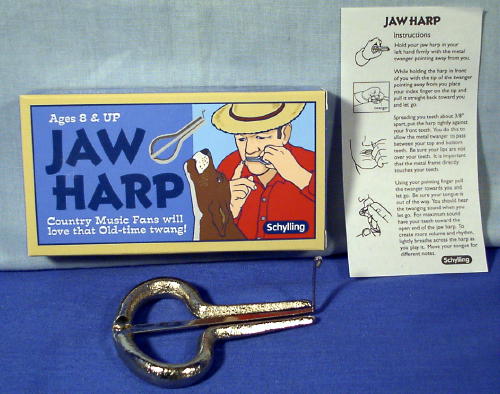 Ages 8 & UP
JAW
HARP
Country Music Fans will
love that Old-time twang!
Schylling
JAW HARP
Instructions
Hold your jaw harp in your
left hand firmly with the metal
twanger pointing away from you.
While holding the harp in front
of you with the tip of the twanger
pointing away from you place
your index finger on the tip and
pull it straight back toward you
and let go.
twanger
Spreading you teeth about 3/8"
apart, put the harp tightly against
your front teeth. You do this to
allow the metal twanger to pass
between your top and bottom
teeth. Be sure your lips are not
over your teeth. It is important
that the metal frame directly
touches your teeth.
Using your pointing finger pull
the twanger towards you and
let go. Be sure your tongue is
out of the way. You should hear
the twanging sound when you
let go. For maximum sound
have your teeth toward the
open end of the jaw harp. To
create more volume and rhythm,
lightly breathe across the harp as
you play it. Move your tongue for
different notes.
Schylling